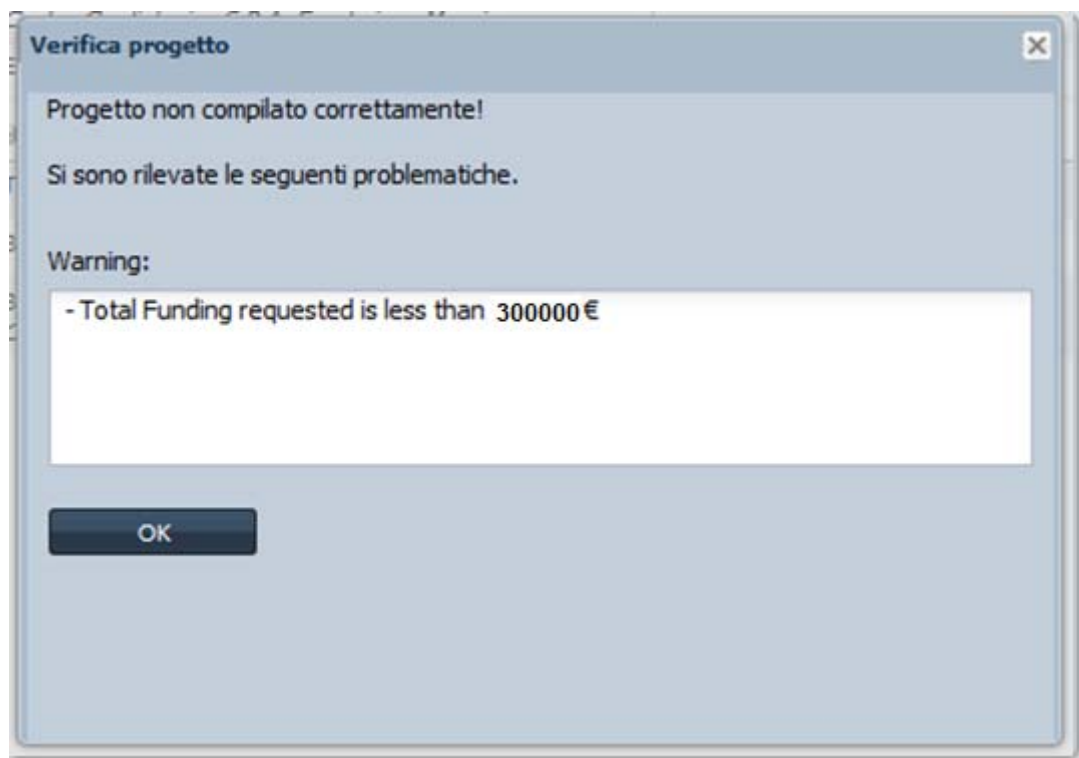 Verifica progetto
Progetto non compilato correttamente!
Si sono rilevate le seguenti problematiche.
Warning:
- Total Funding requested is less than 300000 €
OK